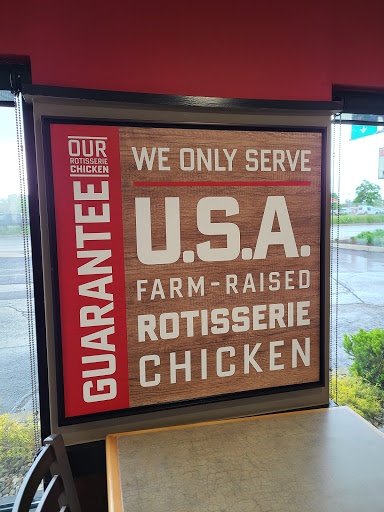 OUR
ROTISSERIE
CHICKEN
GUARANTEE
WE ONLY SERVE
U.S.A.
FARM-RAISED
ROTISSERIE
CHICKEN